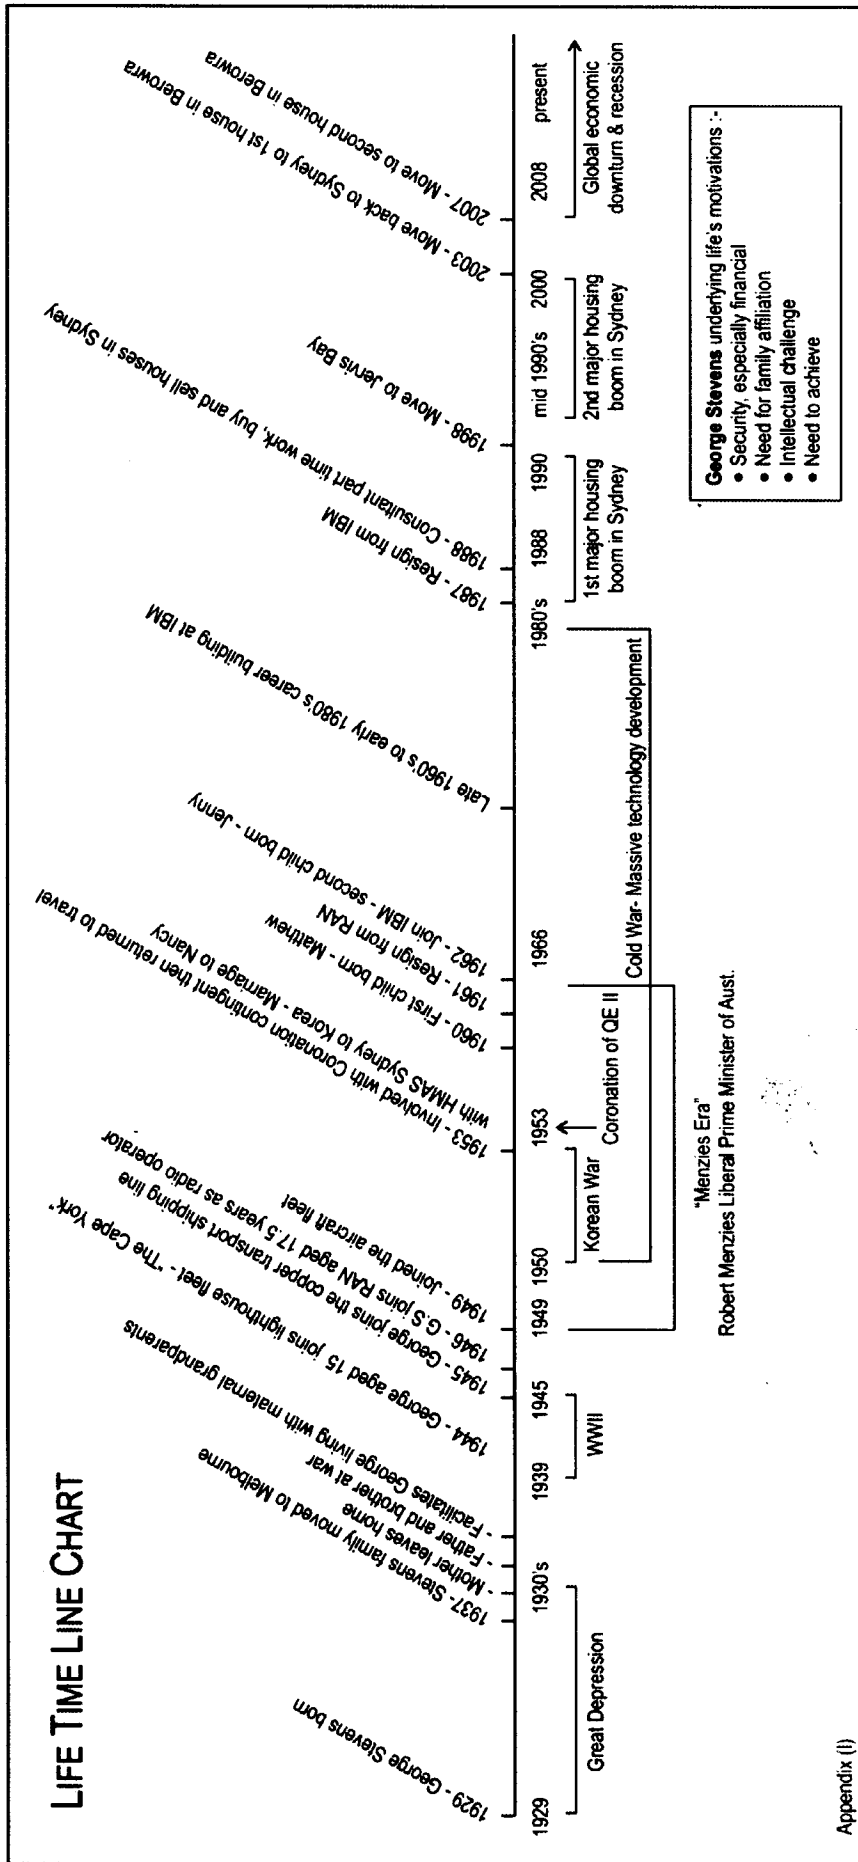 LIFE TIME LINE CHART
1929 - George Stevens born
1937- Stevens family moved to Melbourne
- Mother leaves home
- Father and brother at war
- Facilitates George living with maternal grandparents
1944 - George aged 15 joins lighthouse fleet - "The Cape York"
1945 - George joins the copper transport shipping line
1946 - G.S joins RAN aged 17.5 years as radio operator
1949 - Joined the aircraft fleet
1953 - Involved with Coronation contingent then returned to travel
with HMAS Sydney to Korea - Marriage to Nancy
1960 - First child born - Matthew
1961 - Resign from RAN
1962 - Join IBM - second child born - Jenny
Late 1960's to early 1980's career building at IBM
1987 - Resign from IBM
1988 - Consultant part time work, buy and sell houses in Sydney
1998 - Move to Jervis Bay
2003 - Move back to Sydney to 1st house in Berowra
2007 - Move to second house in Berowra
1929
1930's
1939
1945
1949
1950
1953
1966
1980's
1988
1990
mid 1990's
2000
2008
present
Great Depression
WWII
Korean War
Coronation of QE II
1st major housing
boom in Sydney
2nd major housing
boom in Sydney
Global economic
downturn & recession
Cold War- Massive technology development
"Menzies Era"
Robert Menzies Liberal Prime Minister of Aust.
George Stevens underlying life's motivations :-
• Security, especially financial
• Need for family affiliation
• Intellectual challenge
• Need to achieve
Appendix (I)